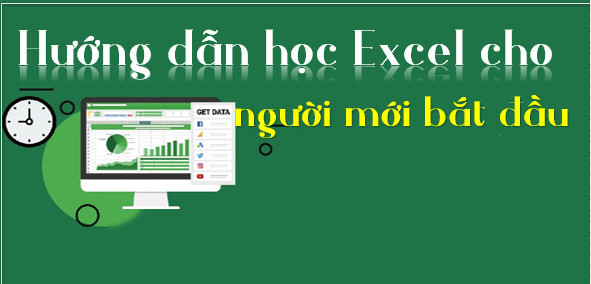 Hướng dẫn học Excel cho
người mới bắt đầu
GET DATA